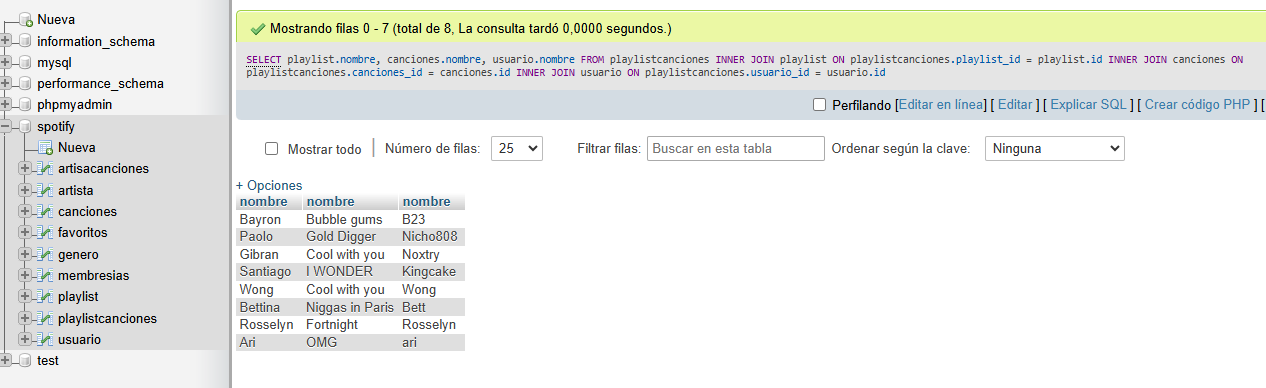 Nueva
information_schema
mysql
performance_schema
phpmyadmin
spotify
Nueva
artisacanciones
artista
canciones
favoritos
genero
membresias
playlist
playlistcanciones
usuario
test
Mostrando filas 0 - 7 (total de 8, La consulta tardó 0,0000 segundos.)
SELECT playlist.nombre, canciones.nombre, usuario.nombre FROM playlistcanciones INNER JOIN playlist ON playlistcanciones.playlist_id = playlist.id INNER JOIN canciones ON
playlistcanciones.canciones_id = canciones.id INNER JOIN usuario ON playlistcanciones.usuario_id = usuario.id
Perfilando [Editar en línea] [ Editar ] [ Explicar SQL ] [ Crear código PHP ] [
Mostrar todo | Número de filas: 25 Filtrar filas: Buscar en esta tabla Ordenar según la clave: Ninguna
+ Opciones
nombre nombre nombre
Bayron Bubble gums B23
Paolo Gold Digger Nicho808
Gibran Cool with you Noxtry
Santiago I WONDER Kingcake
Wong Cool with you Wong
Bettina Niggas in Paris Bett
Rosselyn Fortnight Rosselyn
Ari OMG ari